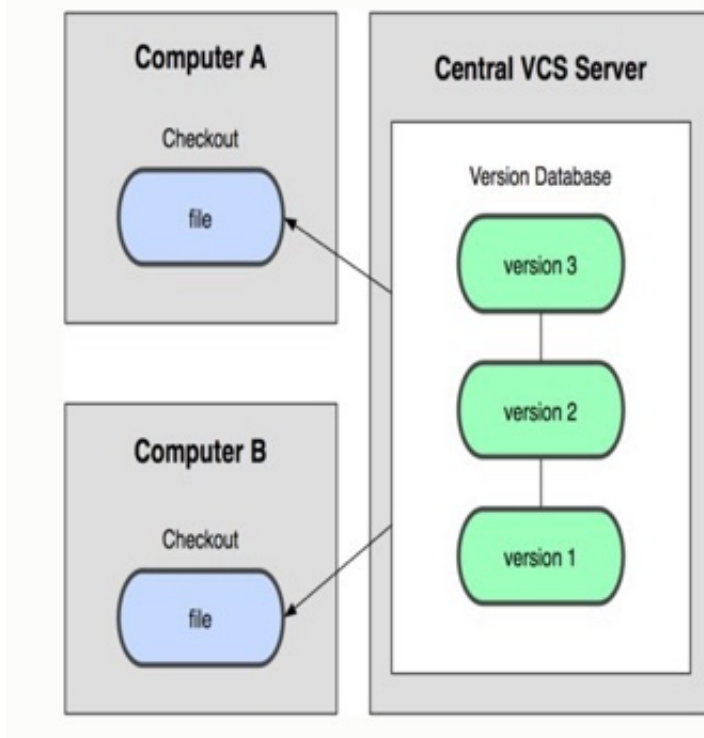 Computer A
Checkout
file
Central VCS Server
Version Database
version 3
version 2
version 1
Computer B
Checkout
file